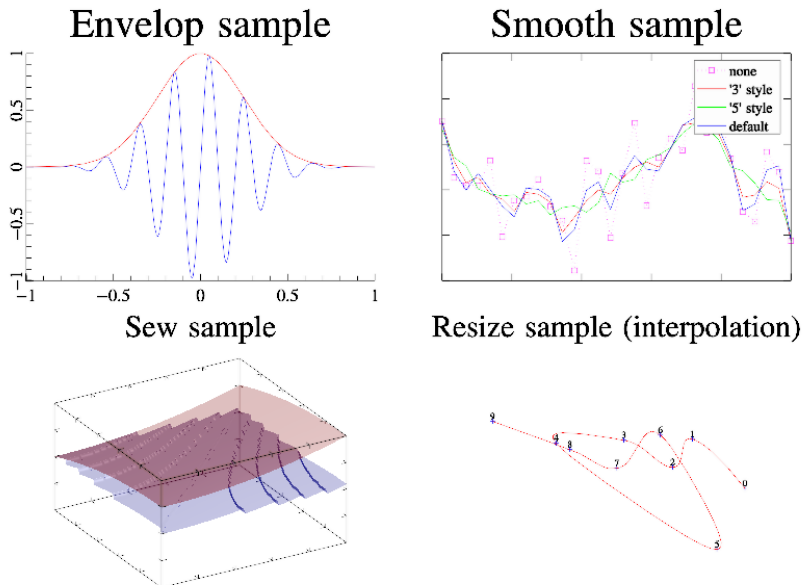 Envelop sample
Smooth sample
none
'3' style
'5' style
default
1
0.5
0
−0.5
−1
−1
−0.5
0
0.5
1
Sew sample
Resize sample (interpolation)
9
4
8
3
7
6
2
1
0
5